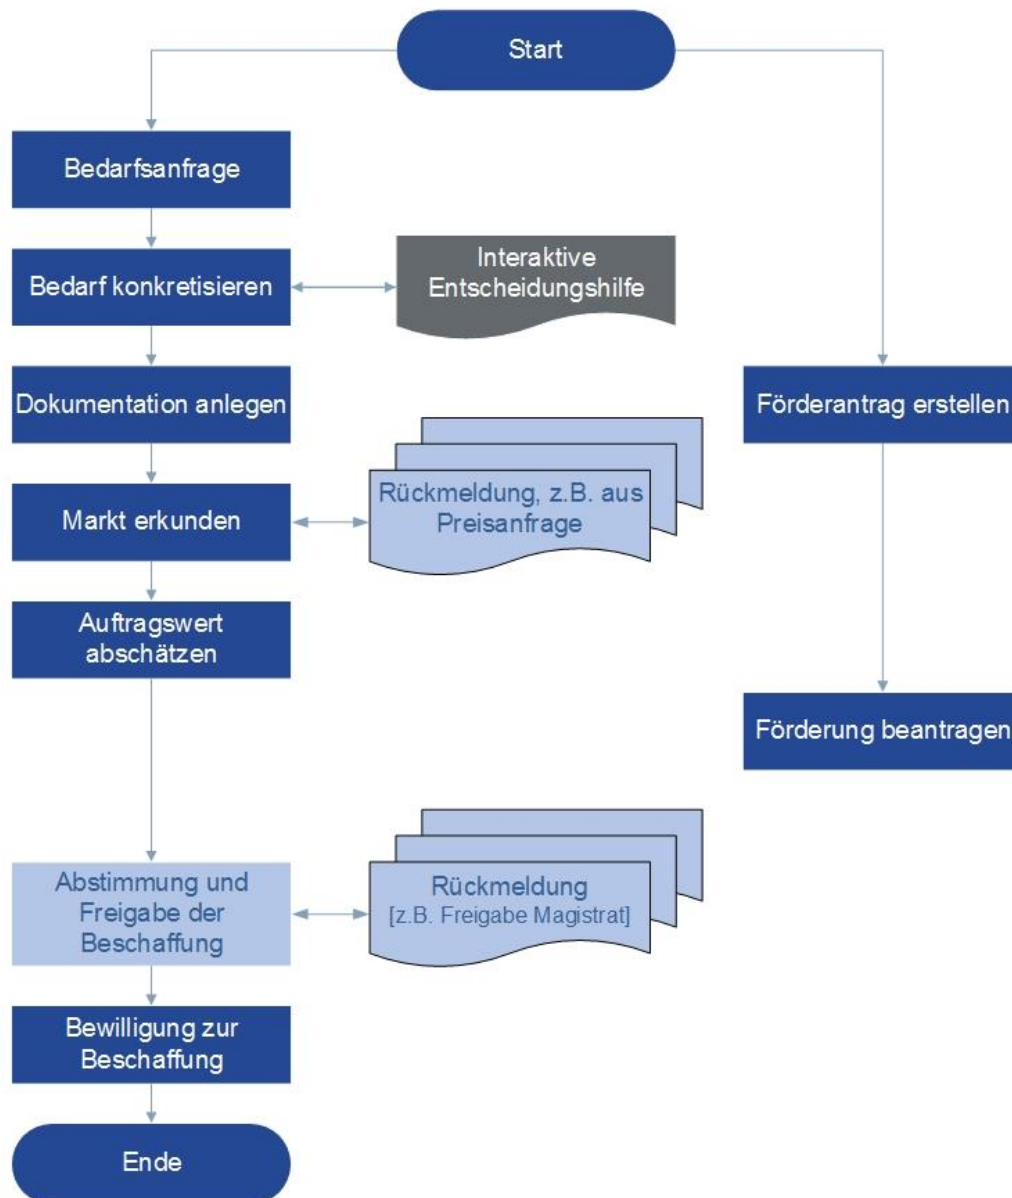 Start
Bedarfsanfrage
Bedarf konkretisieren
Interaktive
Entscheidungshilfe
Dokumentation anlegen
Förderantrag erstellen
Markt erkunden
Rückmeldung, z.B. aus
Preisanfrage
Auftragswert
abschätzen
Förderung beantragen
Abstimmung und
Freigabe der
Beschaffung
Rückmeldung
[z.B. Freigabe Magistrat]
Bewilligung zur
Beschaffung
Ende